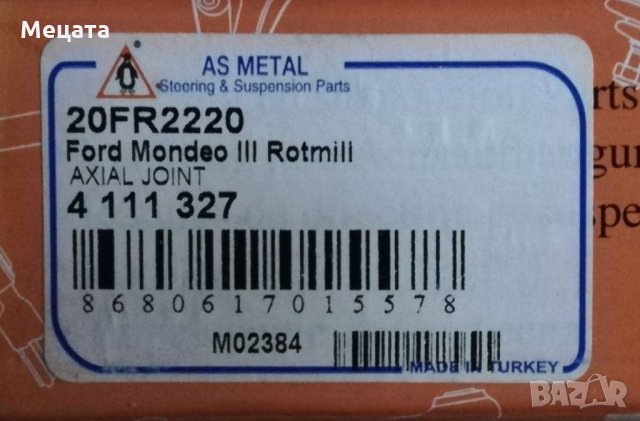 Мецата
AS METAL
Steering & Suspension Parts
20FR2220
Ford Mondeo III Rotmili
AXIAL JOINT
4 111 327
8680617015578
M02384
MADE IN TURKEY
BAZAR